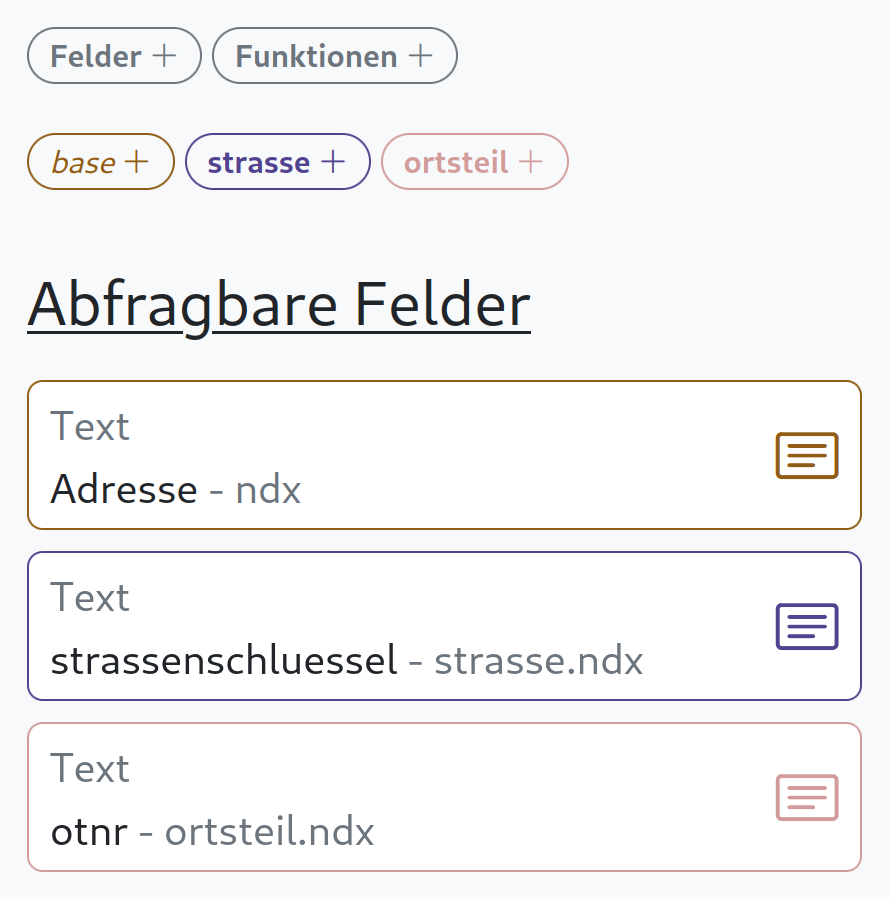 Felder + Funktionen +
base + strasse + ortsteil +
Abfragbare Felder
Text
Adresse - ndx
Text
strassenschluessel - strasse.ndx
Text
otnr - ortsteil.ndx